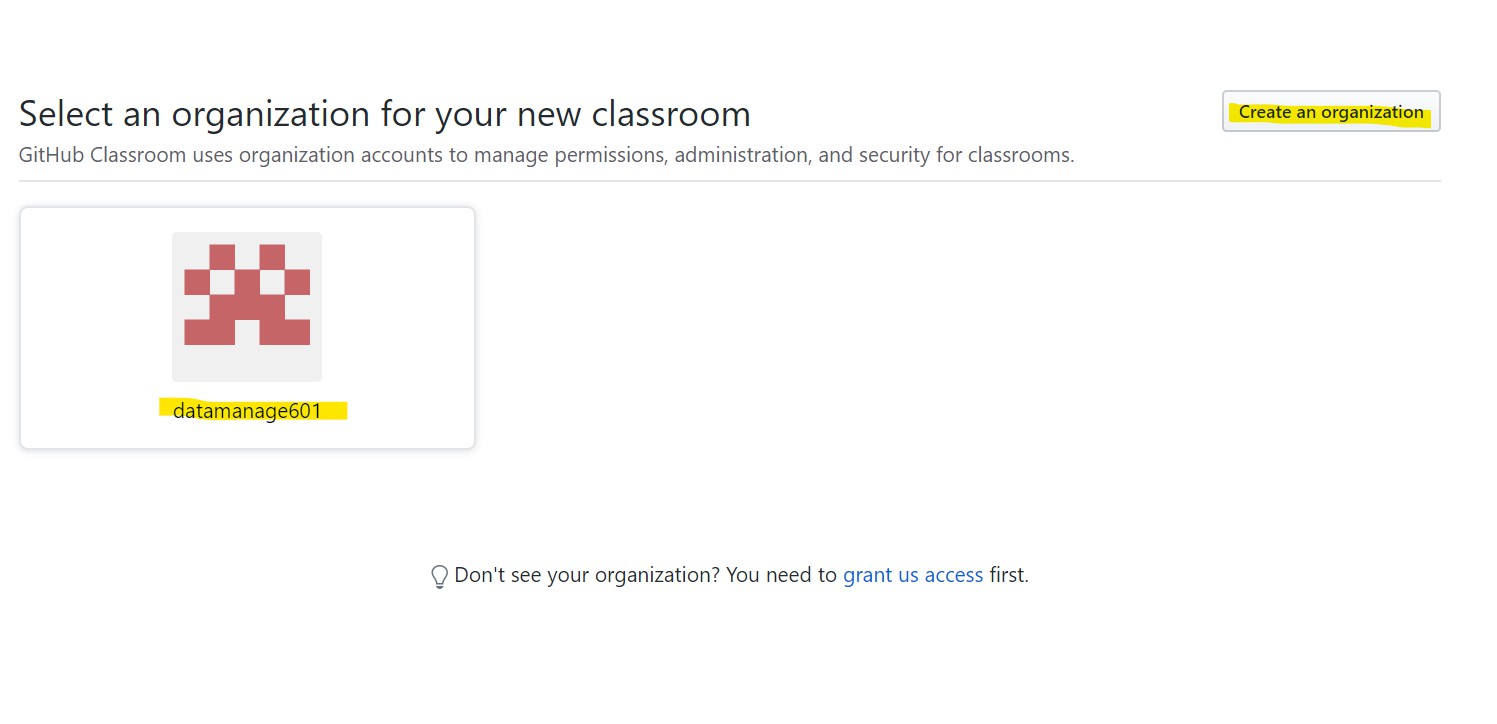 Select an organization for your new classroom
Create an organization
GitHub Classroom uses organization accounts to manage permissions, administration, and security for classrooms.
datamanage601
Don't see your organization? You need to grant us access first.